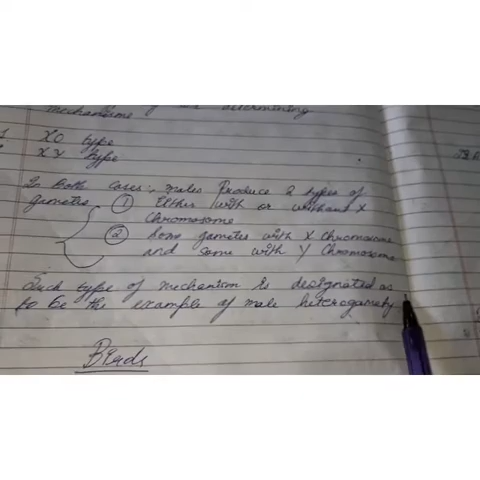 mechanisms determining
XO type
XY type
In Both cases, males Produce 2 types of
gametes ① Either with or without X
Chromosome
② Some gametes with X chromosome
and some with Y Chromosome
Such type of mechanism is designated as
to be the example of male heterogamety
Birds